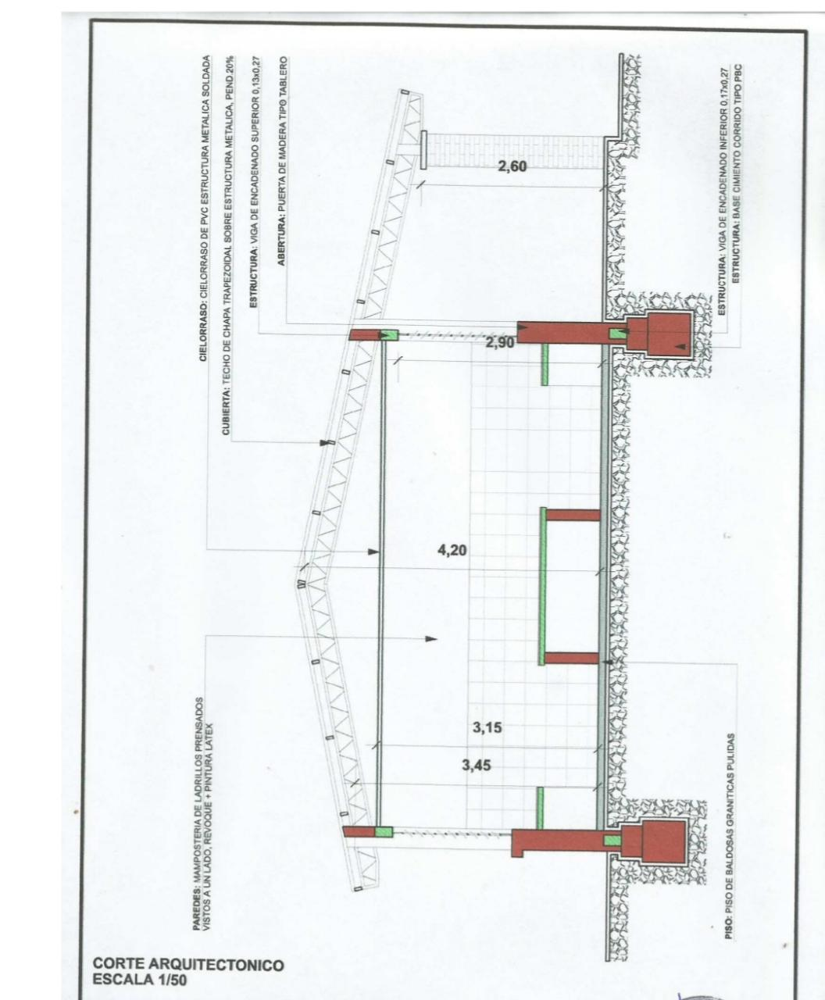 CIELORRASO: CIELORRASO DE PVC ESTRUCTURA METALICA SOLDADA
CUBIERTA: TECHO DE CHAPA TRAPEZOIDAL SOBRE ESTRUCTURA METALICA, PEND.20%
ESTRUCTURA: VIGA DE ENCADENADO SUPERIOR 0,13x0,27
ABERTURA: PUERTA DE MADERA TIPO TABLERO
2,60
2,90
4,20
3,15
3,45
ESTRUCTURA: VIGA DE ENCADENADO INFERIOR 0,17x0,27
ESTRUCTURA: BASE CIMIENTO CORRIDO TIPO PBC
PAREDES: MAMPOSTERIA DE LADRILLOS PRENSADOS
VISTOS A UN LADO, REVOQUE + PINTURA LATEX
PISO: PISO DE BALDOSAS GRANITICAS PULIDAS
CORTE ARQUITECTONICO
ESCALA 1/50